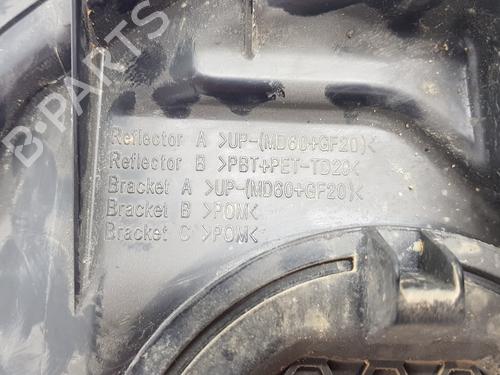 B-PARTS
Reflector A >UP-(MD60+GF20)<
Reflector B >PBT+PET-TD20<
Bracket A >UP-(MD60+GF20)<
Bracket B >POM<
Bracket C >POM<